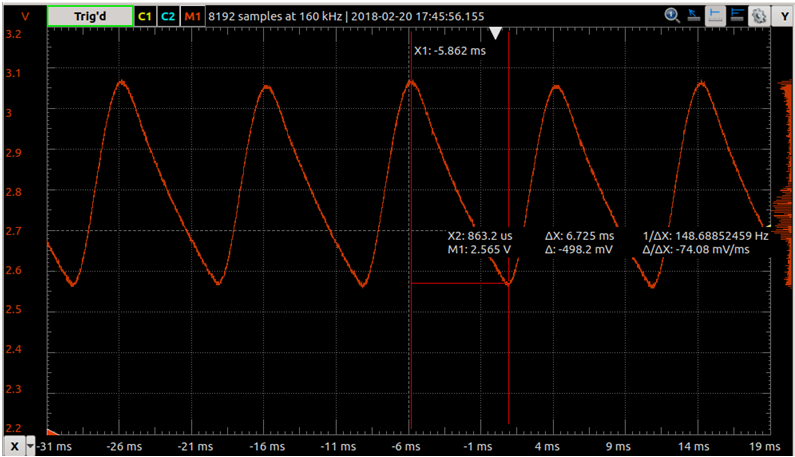 V Trig'd C1 C2 M1 8192 samples at 160 kHz | 2018-02-20 17:45:56.155 Y
3.2
X1: -5.862 ms
3.1
3
2.9
2.8
2.7
X2: 863.2 us ΔX: 6.725 ms 1/ΔX: 148.68852459 Hz
M1: 2.565 V Δ: -498.2 mV Δ/ΔX: -74.08 mV/ms
2.6
2.5
2.4
2.3
2.2
X -31 ms -26 ms -21 ms -16 ms -11 ms -6 ms -1 ms 4 ms 9 ms 14 ms 19 ms